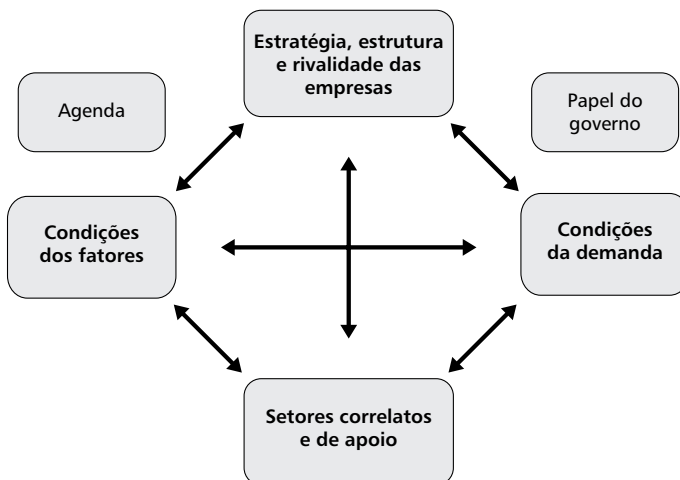 Estratégia, estrutura
e rivalidade das
empresas
Agenda
Papel do
governo
Condições
dos fatores
Condições
da demanda
Setores correlatos
e de apoio